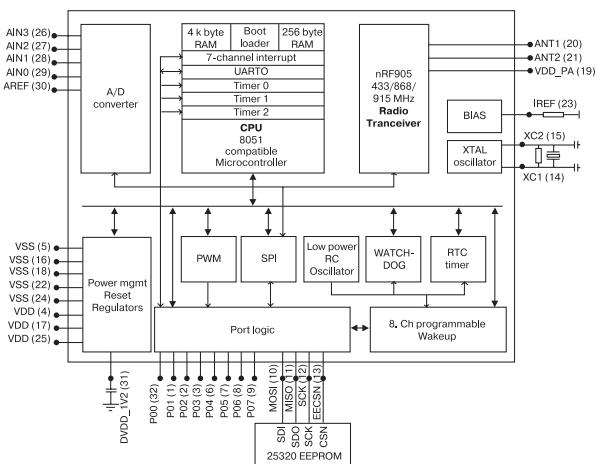 AIN3 (26)
AIN2 (27)
AIN1 (28)
AIN0 (29)
AREF (30)
A/D
converter
4 k byte
RAM
Boot
loader
256 byte
RAM
7-channel interrupt
UARTO
Timer 0
Timer 1
Timer 2
CPU
8051
compatible
Microcontroller
nRF905
433/868/
915 MHz
Radio
Tranceiver
ANT1 (20)
ANT2 (21)
VDD_PA (19)
BIAS
IREF (23)
XTAL
oscillator
XC2 (15)
XC1 (14)
VSS (5)
VSS (16)
VSS (18)
VSS (22)
VSS (24)
VDD (4)
VDD (17)
VDD (25)
Power mgmt
Reset
Regulators
PWM
SPI
Low power
RC
Oscillator
WATCH-
DOG
RTC
timer
Port logic
8. Ch programmable
Wakeup
DVDD_1V2 (31)
P00 (32)
P01 (1)
P02 (2)
P03 (3)
P04 (6)
P05 (7)
P06 (8)
P07 (9)
MOSI (10)
MISO (11)
SCK (12)
EECSN (13)
SDI
SDO
SCK
CSN
25320 EEPROM